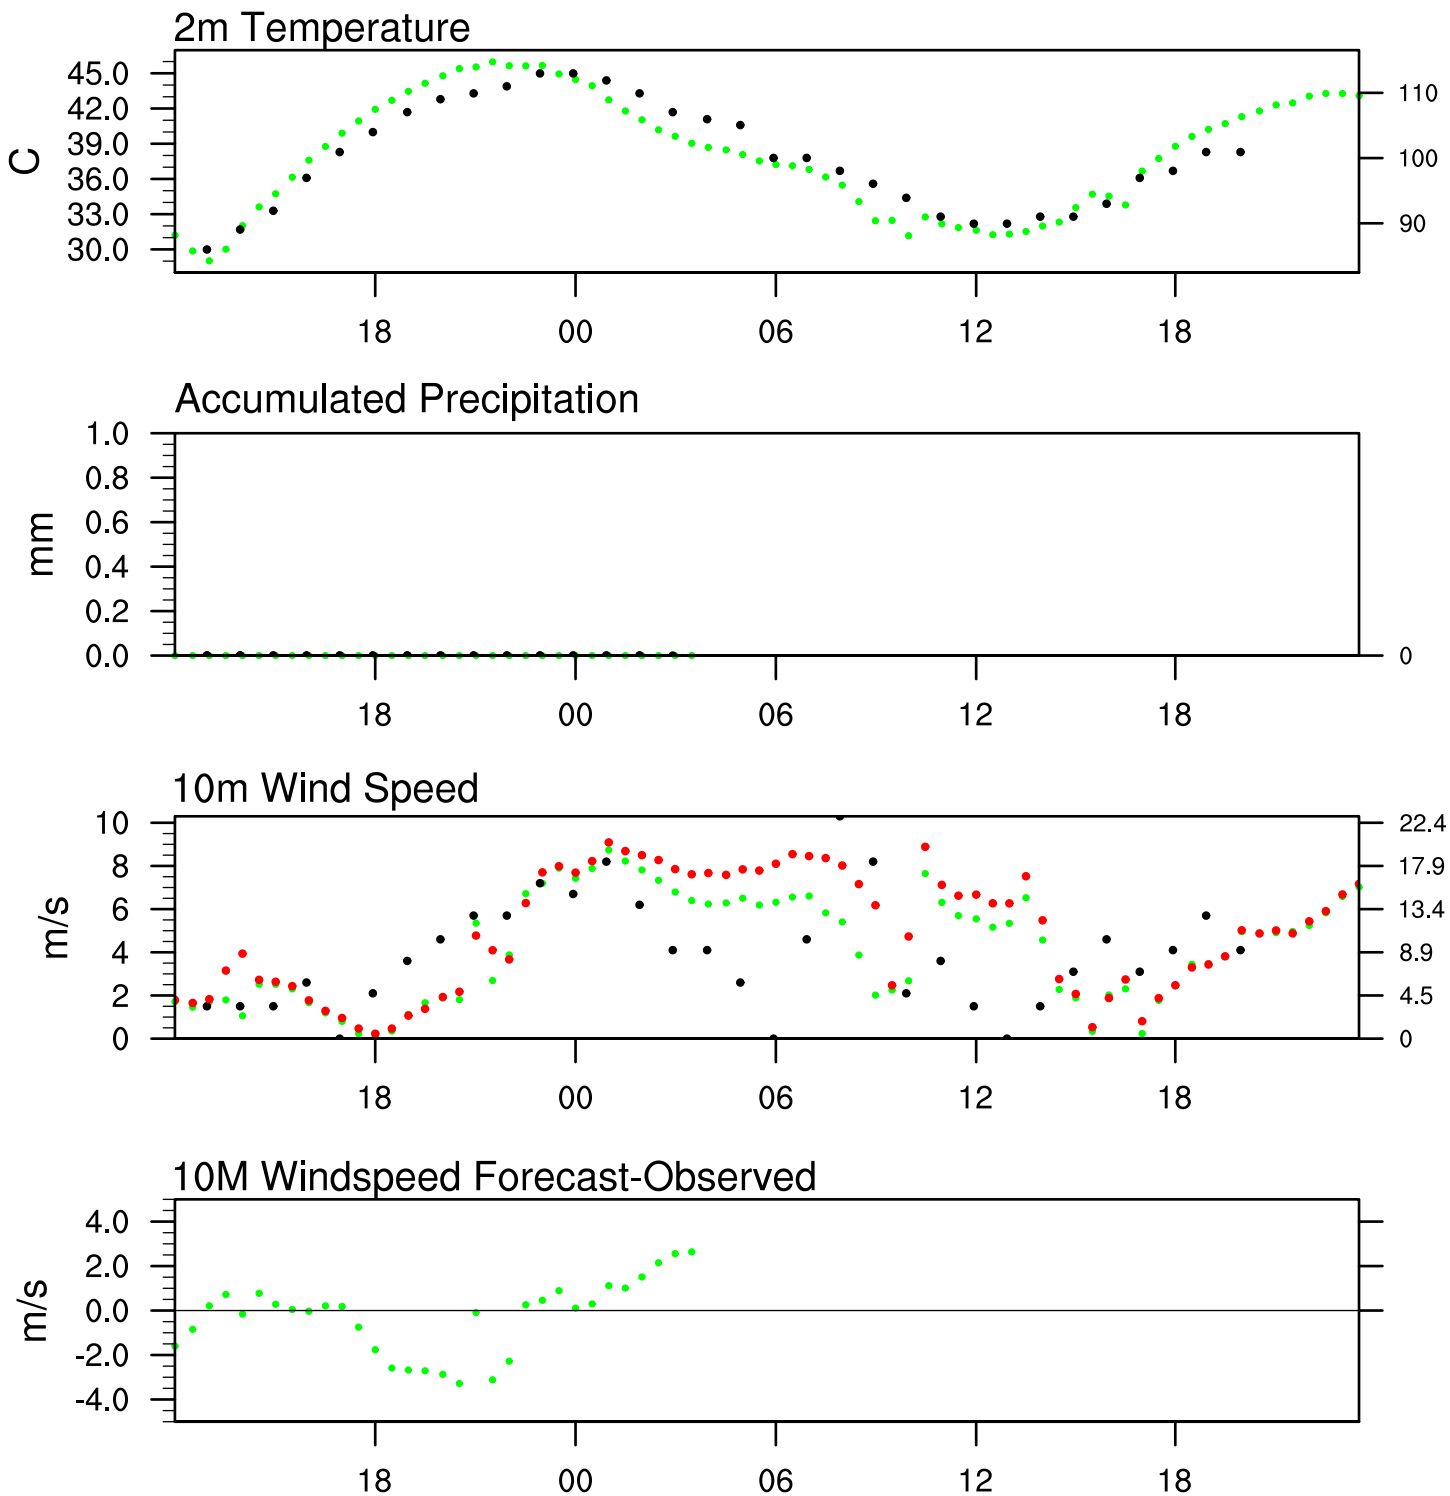 2m Temperature
45.0
42.0
39.0
36.0
33.0
30.0
C
110
100
90
18 00 06 12 18
Accumulated Precipitation
1.0
0.8
0.6
0.4
0.2
0.0
mm
0
18 00 06 12 18
10m Wind Speed
10
8
6
4
2
0
m/s
22.4
17.9
13.4
8.9
4.5
0
18 00 06 12 18
10M Windspeed Forecast-Observed
4.0
2.0
0.0
-2.0
-4.0
m/s
18 00 06 12 18